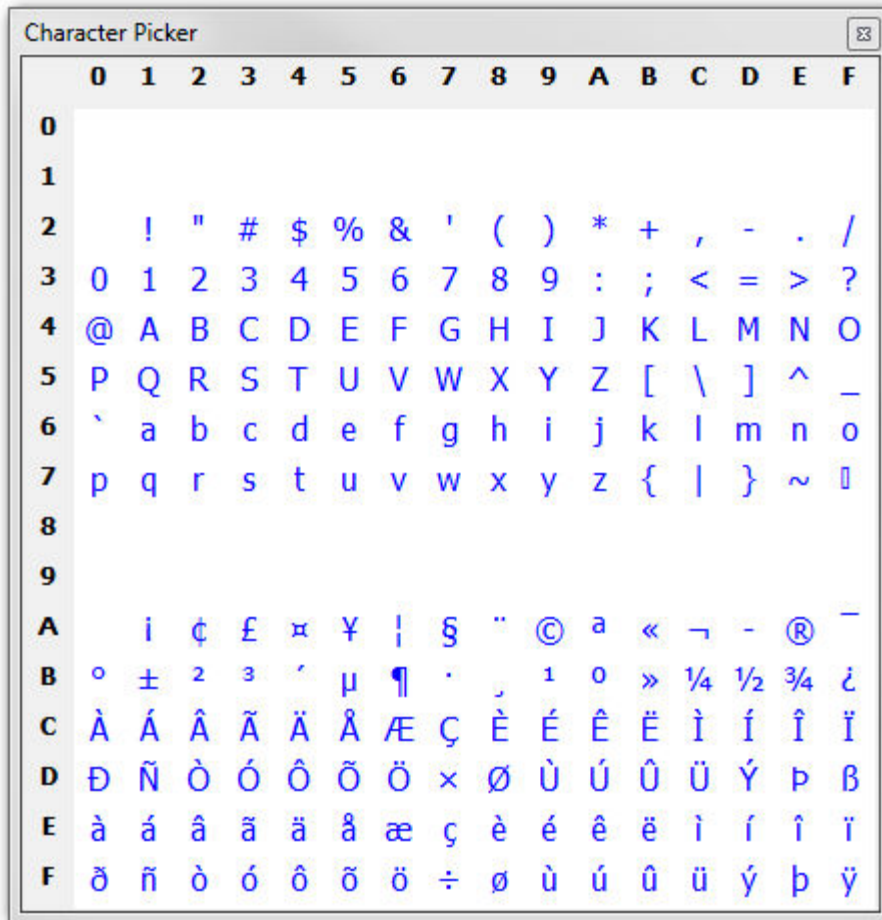 Character Picker
0 1 2 3 4 5 6 7 8 9 A B C D E F
0
1
2 ! " # $ % & ' ( ) * + , - . /
3 0 1 2 3 4 5 6 7 8 9 : ; < = > ?
4 @ A B C D E F G H I J K L M N O
5 P Q R S T U V W X Y Z [ \ ] ^ _
6 ` a b c d e f g h i j k l m n o
7 p q r s t u v w x y z { | } ~ ▯
8
9
A ¡ ¢ £ ¤ ¥ ¦ § ¨ © ª « ¬ - ® ¯
B ° ± ² ³ ´ µ ¶ · ¸ ¹ º » ¼ ½ ¾ ¿
C À Á Â Ã Ä Å Æ Ç È É Ê Ë Ì Í Î Ï
D Ð Ñ Ò Ó Ô Õ Ö × Ø Ù Ú Û Ü Ý Þ ß
E à á â ã ä å æ ç è é ê ë ì í î ï
F ð ñ ò ó ô õ ö ÷ ø ù ú û ü ý þ ÿ